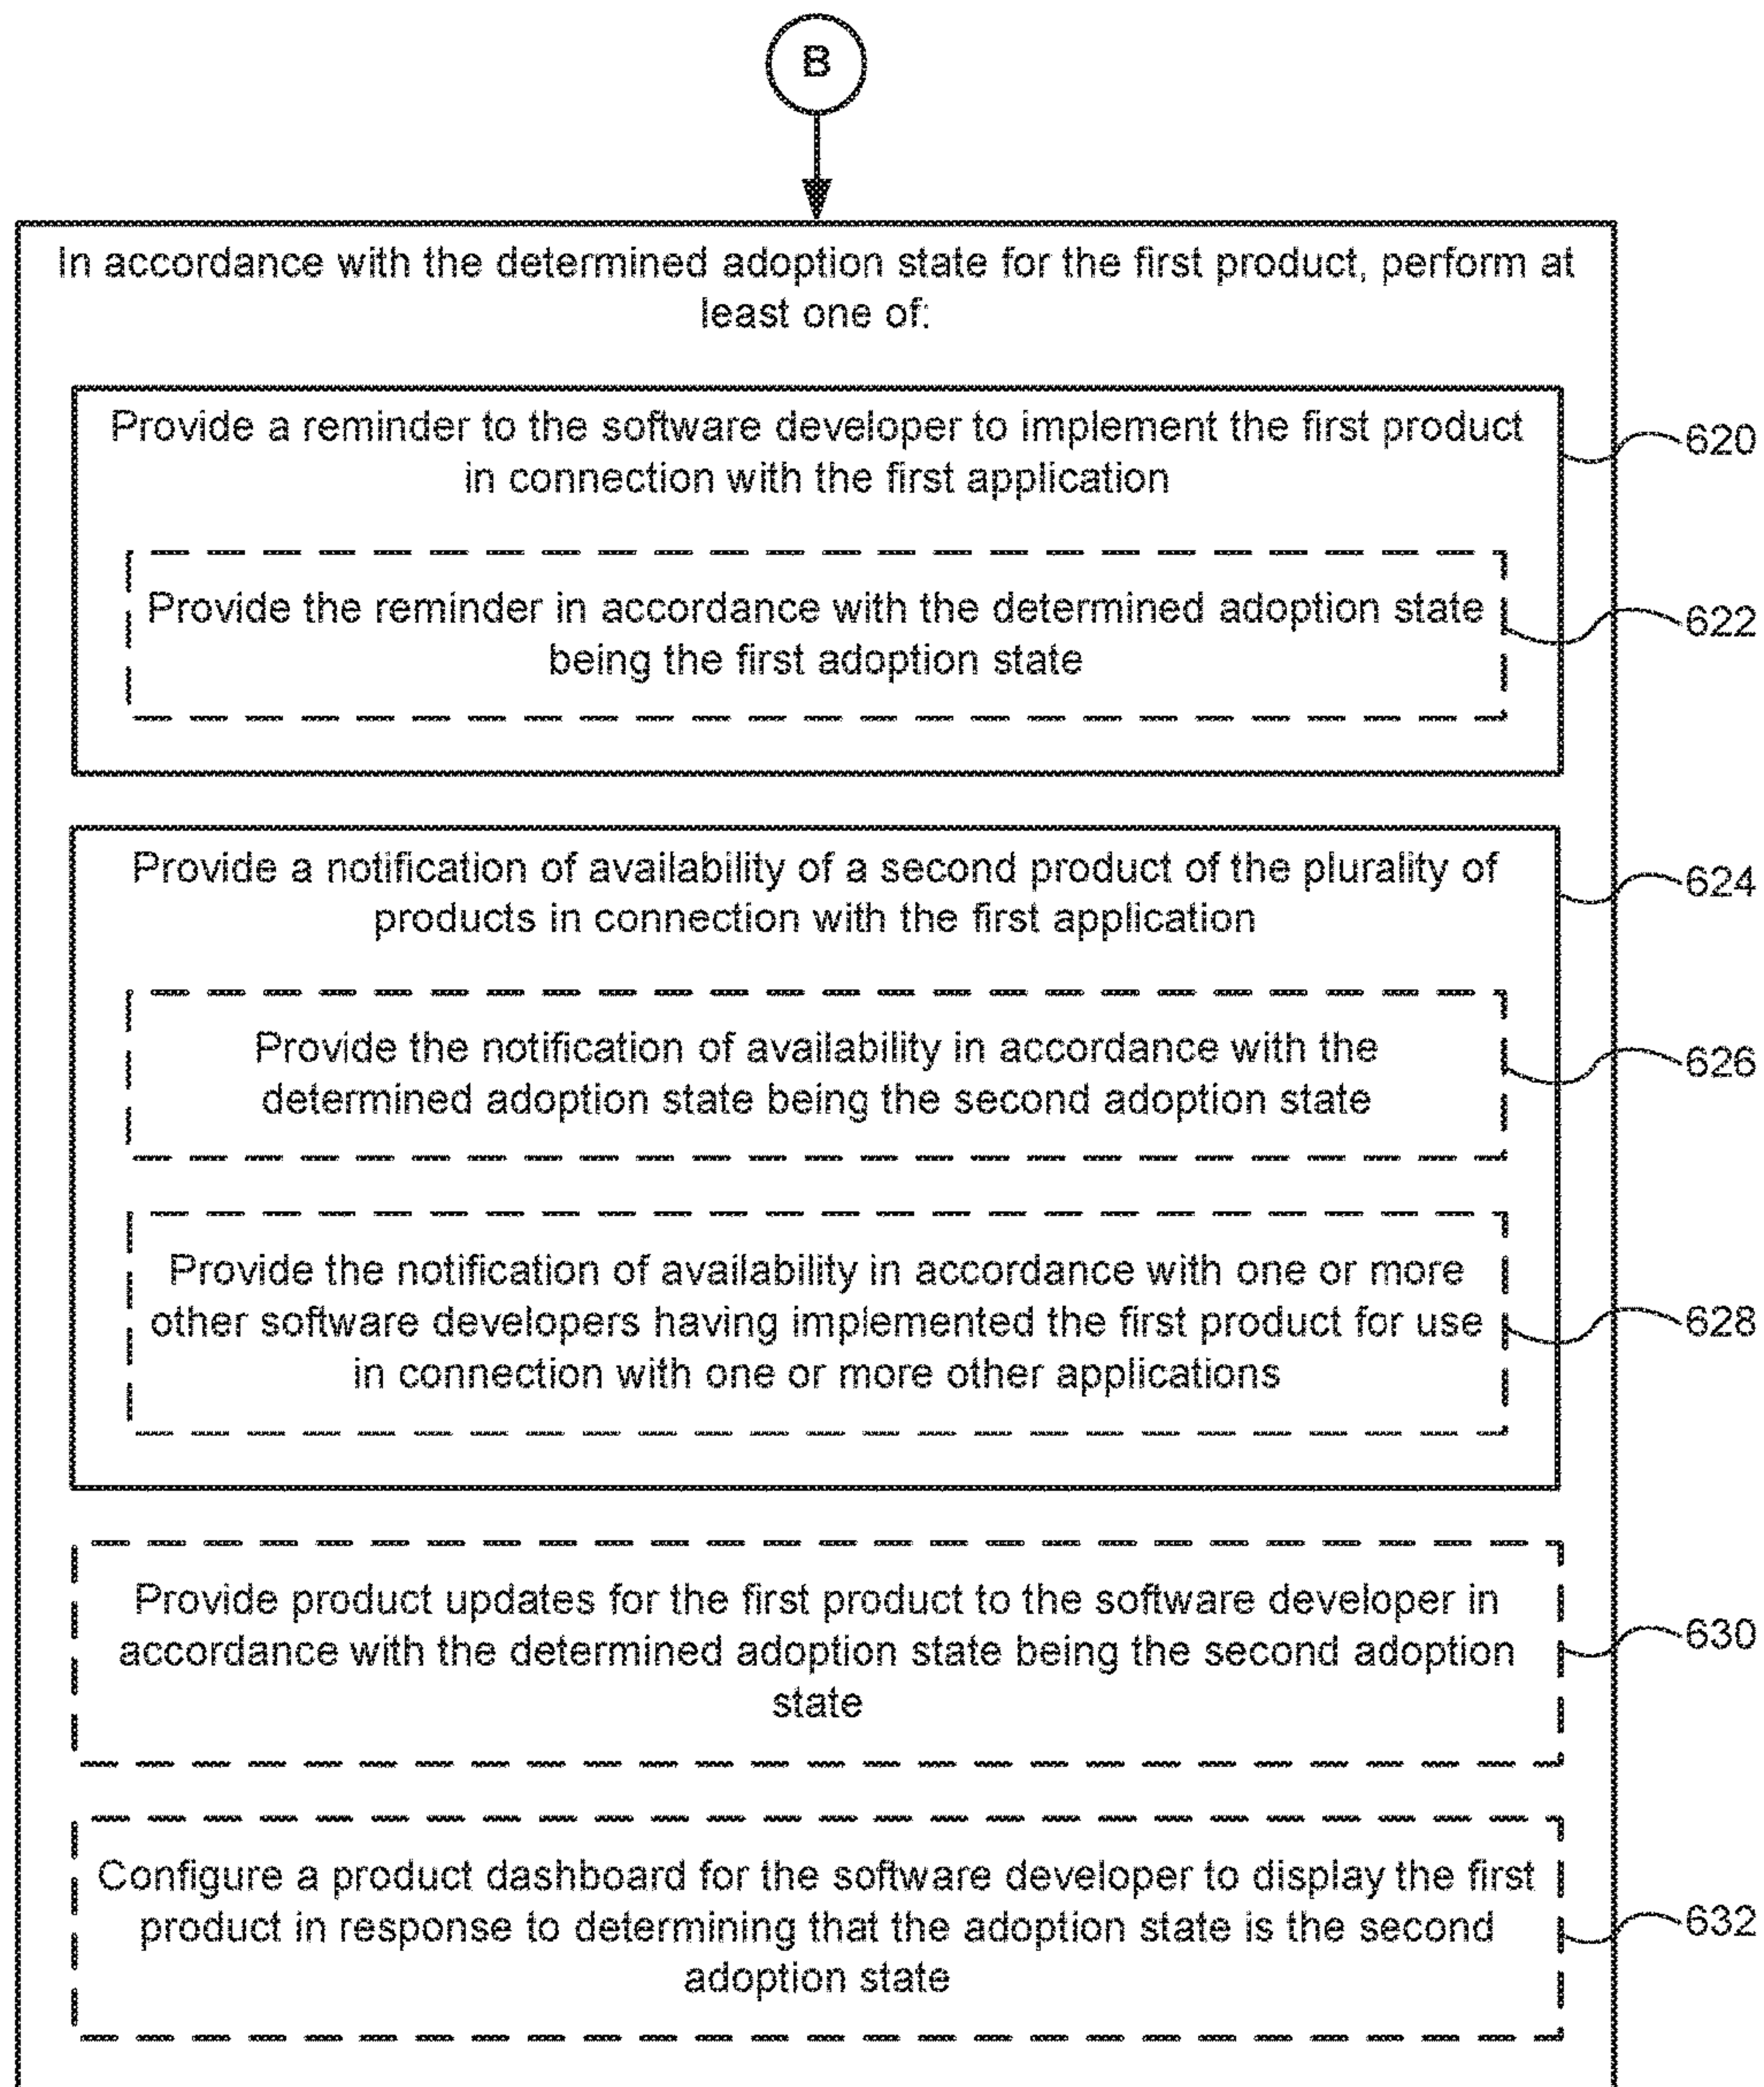 B
In accordance with the determined adoption state for the first product, perform at
least one of:
Provide a reminder to the software developer to implement the first product
in connection with the first application
620
Provide the reminder in accordance with the determined adoption state
being the first adoption state
622
Provide a notification of availability of a second product of the plurality of
products in connection with the first application
624
Provide the notification of availability in accordance with the
determined adoption state being the second adoption state
626
Provide the notification of availability in accordance with one or more
other software developers having implemented the first product for use
in connection with one or more other applications
628
Provide product updates for the first product to the software developer in
accordance with the determined adoption state being the second adoption
state
630
Configure a product dashboard for the software developer to display the first
product in response to determining that the adoption state is the second
adoption state
632